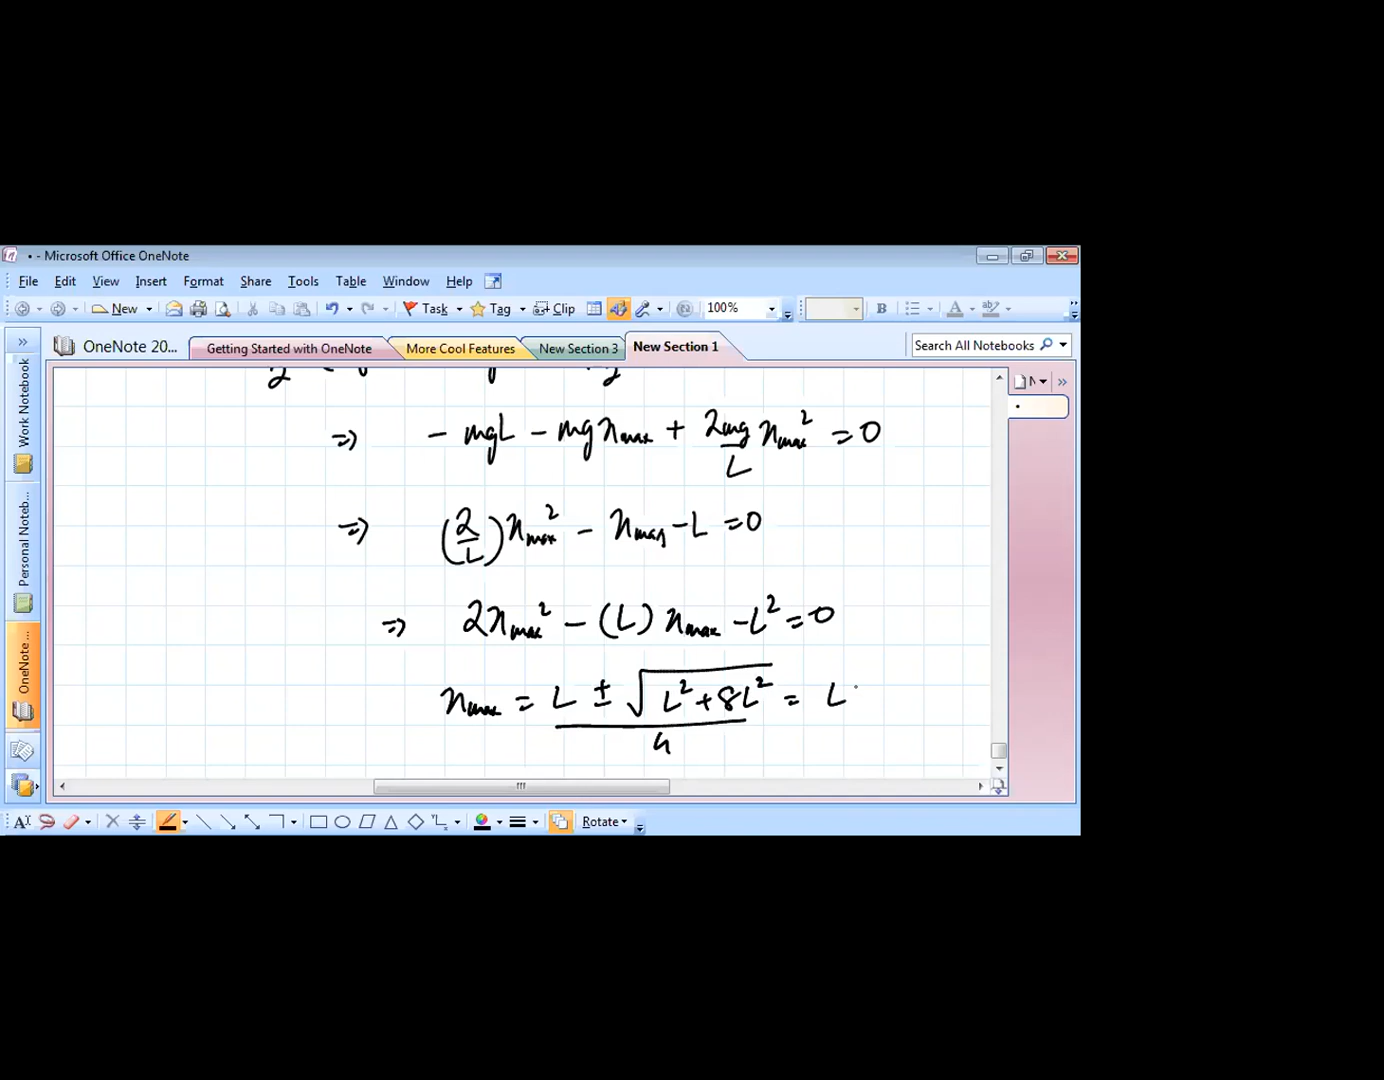 • - Microsoft Office OneNote
File Edit View Insert Format Share Tools Table Window Help
New Task Tag Clip 100% B A ab
OneNote 20... Getting Started with OneNote More Cool Features New Section 3 New Section 1 Search All Notebooks
Work Notebook
Personal Noteb...
OneNote...
N
⇒ - mgL - mg x_max + 2mg/L x_max² = 0
⇒ (2/L) x_max² - x_max - L = 0
⇒ 2x_max² - (L) x_max - L² = 0
x_max = L ± √(L² + 8L²) / 4 = L
A Rotate